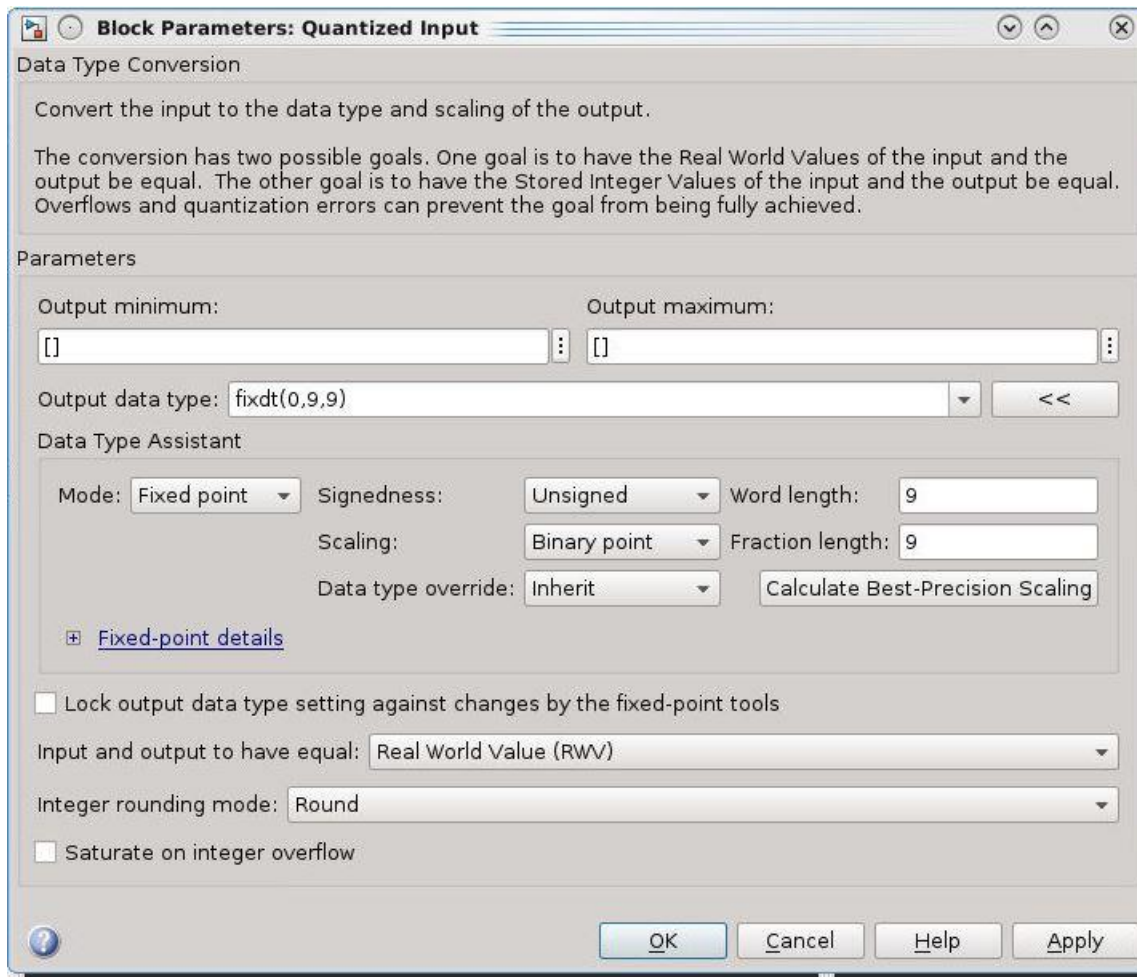 Block Parameters: Quantized Input
Data Type Conversion
Convert the input to the data type and scaling of the output.
The conversion has two possible goals. One goal is to have the Real World Values of the input and the
output be equal.  The other goal is to have the Stored Integer Values of the input and the output be equal.
Overflows and quantization errors can prevent the goal from being fully achieved.
Parameters
Output minimum: Output maximum:
[] []
Output data type: fixdt(0,9,9) <<
Data Type Assistant
Mode: Fixed point Signedness: Unsigned Word length: 9
Scaling: Binary point Fraction length: 9
Data type override: Inherit Calculate Best-Precision Scaling
Fixed-point details
Lock output data type setting against changes by the fixed-point tools
Input and output to have equal: Real World Value (RWV)
Integer rounding mode: Round
Saturate on integer overflow
? OK Cancel Help Apply